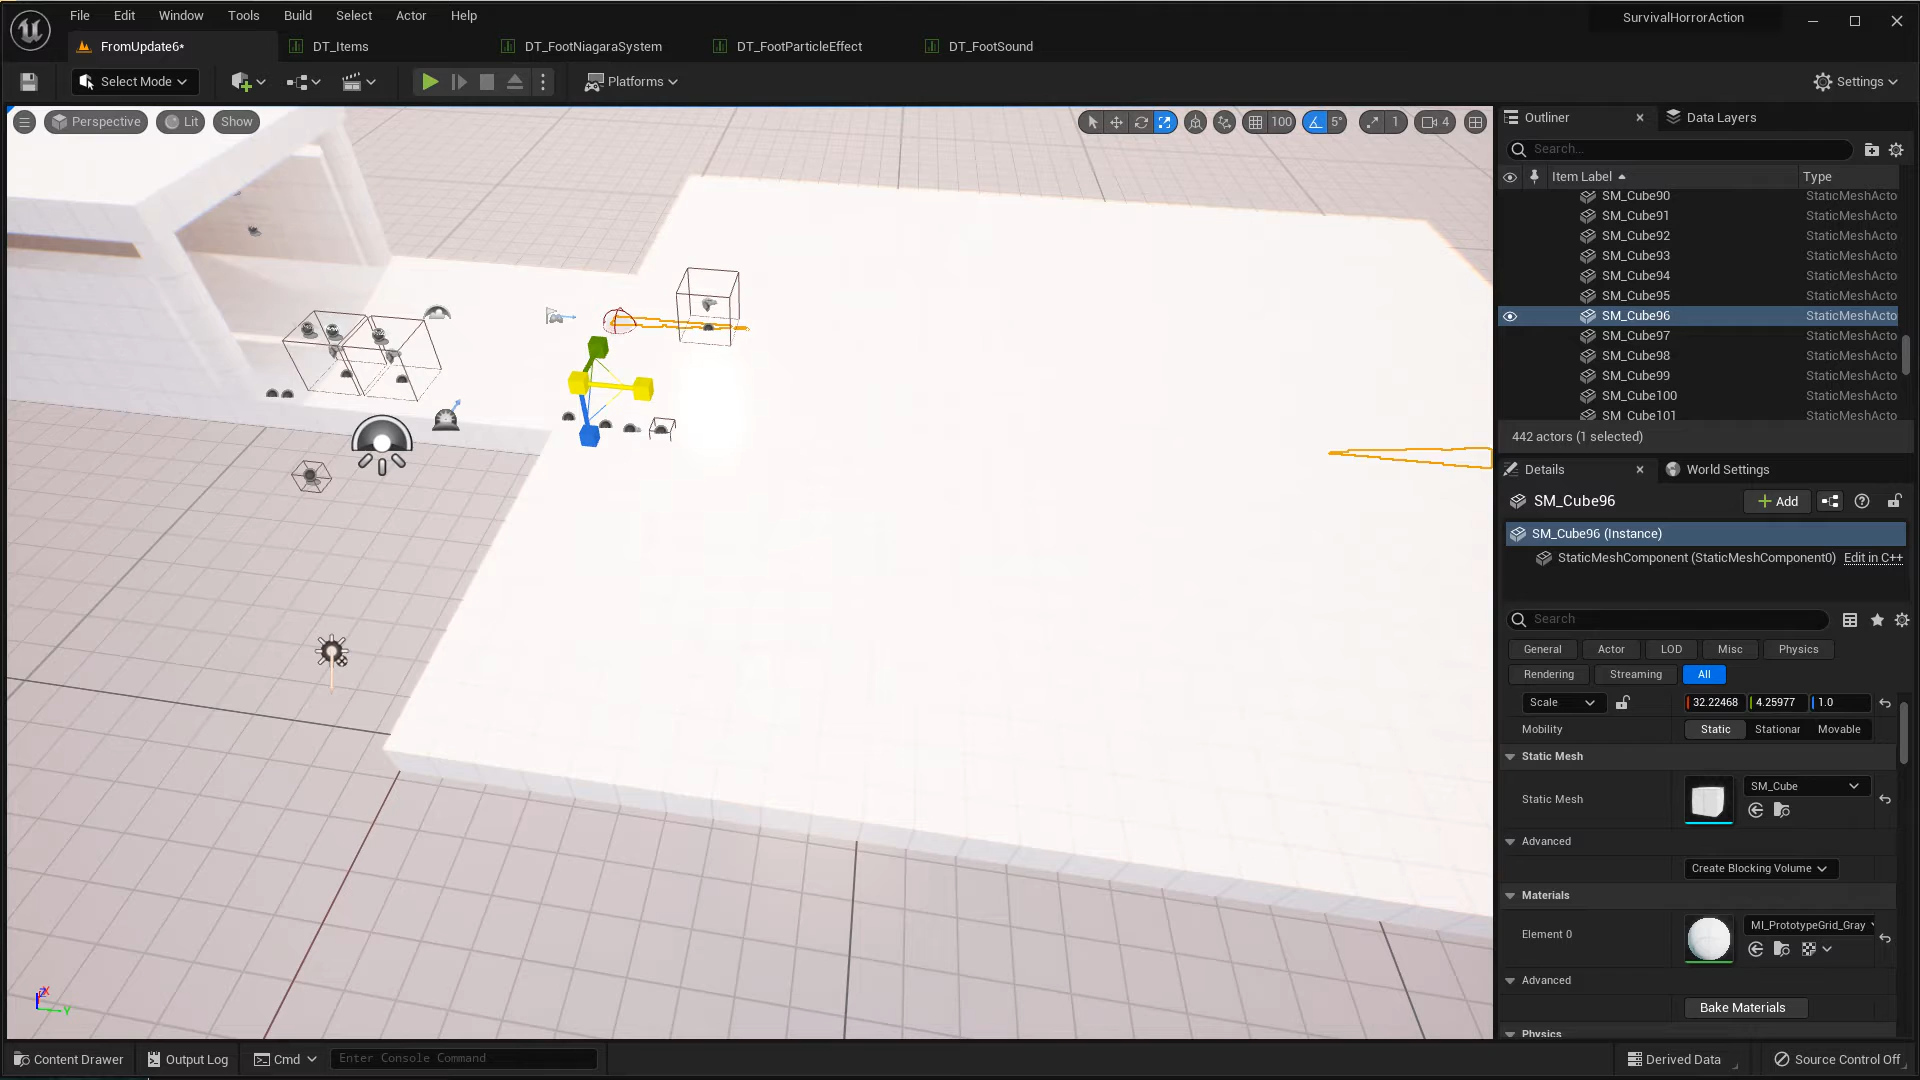 File Edit Window Tools Build Select Actor Help
SurvivalHorrorAction
FromUpdate6* DT_Items DT_FootNiagaraSystem DT_FootParticleEffect DT_FootSound
Select Mode Platforms Settings
Perspective Lit Show 100 5° 1 4
Outliner Data Layers
Search...
Item Label Type
SM_Cube90 StaticMeshActo
SM_Cube91 StaticMeshActo
SM_Cube92 StaticMeshActo
SM_Cube93 StaticMeshActo
SM_Cube94 StaticMeshActo
SM_Cube95 StaticMeshActo
SM_Cube96 StaticMeshActo
SM_Cube97 StaticMeshActo
SM_Cube98 StaticMeshActo
SM_Cube99 StaticMeshActo
SM_Cube100 StaticMeshActo
SM_Cube101 StaticMeshActo
442 actors (1 selected)
Details World Settings
SM_Cube96 Add
SM_Cube96 (Instance)
StaticMeshComponent (StaticMeshComponent0) Edit in C++
Search
General Actor LOD Misc Physics
Rendering Streaming All
Scale 32.22468 4.25977 1.0
Mobility Static Stationar Movable
Static Mesh
Static Mesh SM_Cube
Advanced
Create Blocking Volume
Materials
Element 0 MI_PrototypeGrid_Gray
Advanced
Bake Materials
Physics
X Y
Content Drawer Output Log Cmd Enter Console Command Derived Data Source Control Off